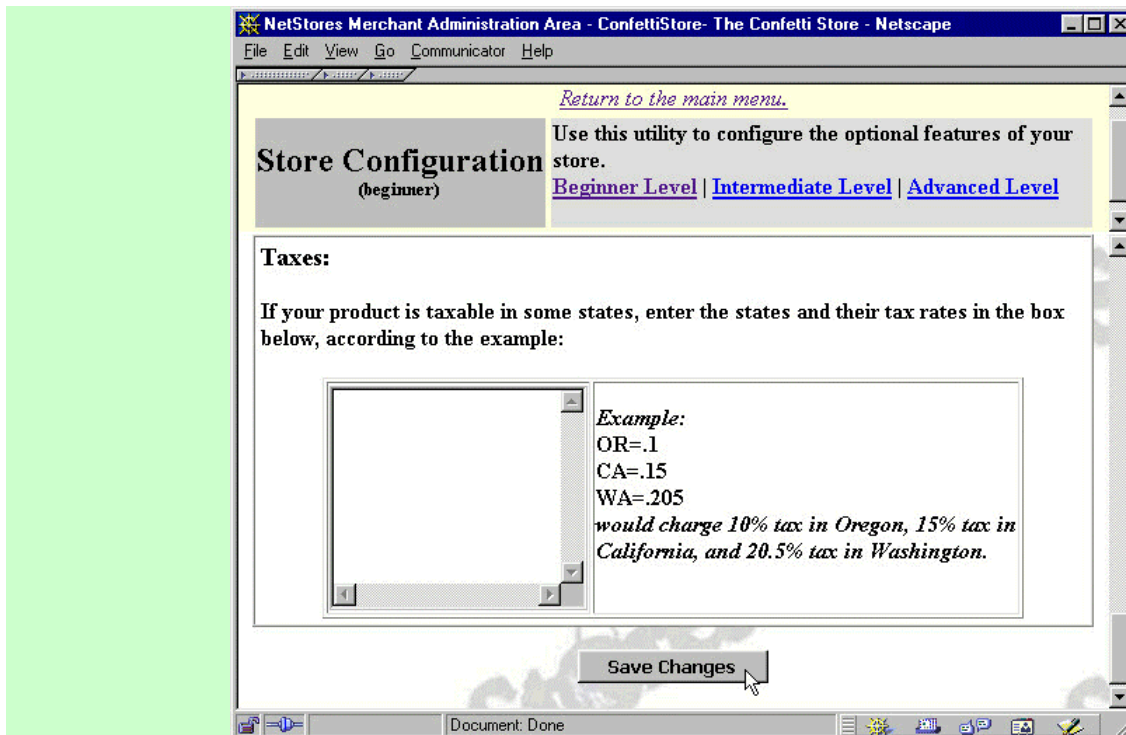 NetStores Merchant Administration Area - ConfettiStore- The Confetti Store - Netscape
File Edit View Go Communicator Help
Return to the main menu.
Store Configuration
(beginner)
Use this utility to configure the optional features of your
store.
Beginner Level | Intermediate Level | Advanced Level
Taxes:
If your product is taxable in some states, enter the states and their tax rates in the box
below, according to the example:
Example:
OR=.1
CA=.15
WA=.205
would charge 10% tax in Oregon, 15% tax in
California, and 20.5% tax in Washington.
Save Changes
Document: Done